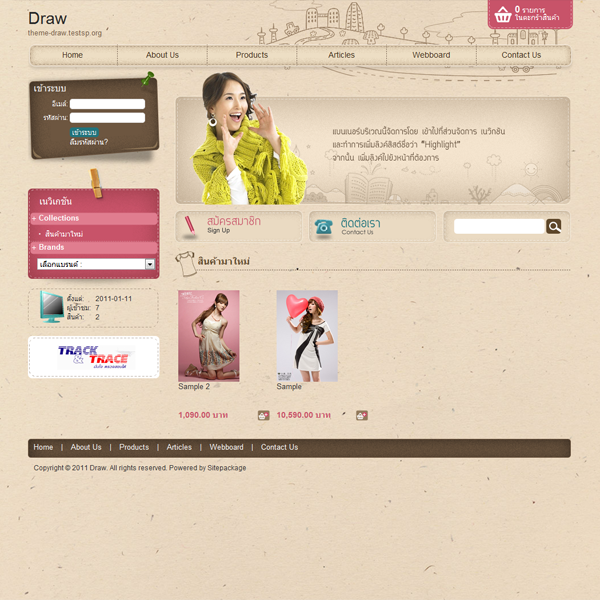 Draw
theme-draw.testsp.org
0 รายการ
ในตะกร้าสินค้า
Home
About Us
Products
Articles
Webboard
Contact Us
เข้าระบบ
อีเมล์:
รหัสผ่าน:
เข้าระบบ
ลืมรหัสผ่าน?
แบนเนอร์บริเวณนี้จัดการโดย เข้าไปที่ส่วนจัดการ เนวิเกชัน
และทำการเพิ่มลิงค์ลิสต์ชื่อว่า "Highlight"
จากนั้น เพิ่มลิงค์ไปยังหน้าที่ต้องการ
เนวิเกชัน
+ Collections
สินค้ามาใหม่
+ Brands
เลือกแบรนด์ :
สมัครสมาชิก
Sign Up
ติดต่อเรา
Contact Us
สินค้ามาใหม่
ตั้งแต่: 2011-01-11
ผู้เข้าชม: 7
สินค้า: 2
TRACK
& TRACE
Sample 2
Sample
1,090.00 บาท
10,590.00 บาท
Home | About Us | Products | Articles | Webboard | Contact Us
Copyright © 2011 Draw. All rights reserved. Powered by Sitepackage